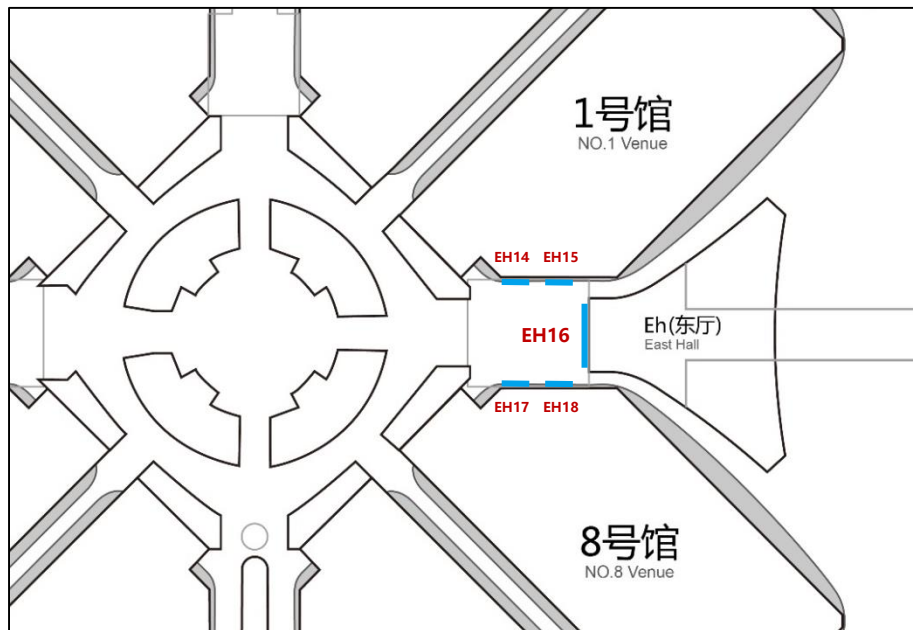 1号馆
NO.1 Venue
EH14 EH15
EH16
Eh(东厅)
East Hall
EH17 EH18
8号馆
NO.8 Venue